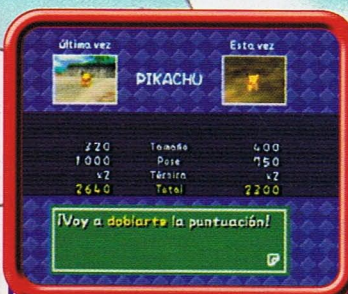 Última vez Esta vez
PIKACHU
320 Tamaño 400
1000 Pose 750
x2 Técnica x2
2640 Total 2300
¡Voy a doblarte la puntuación!